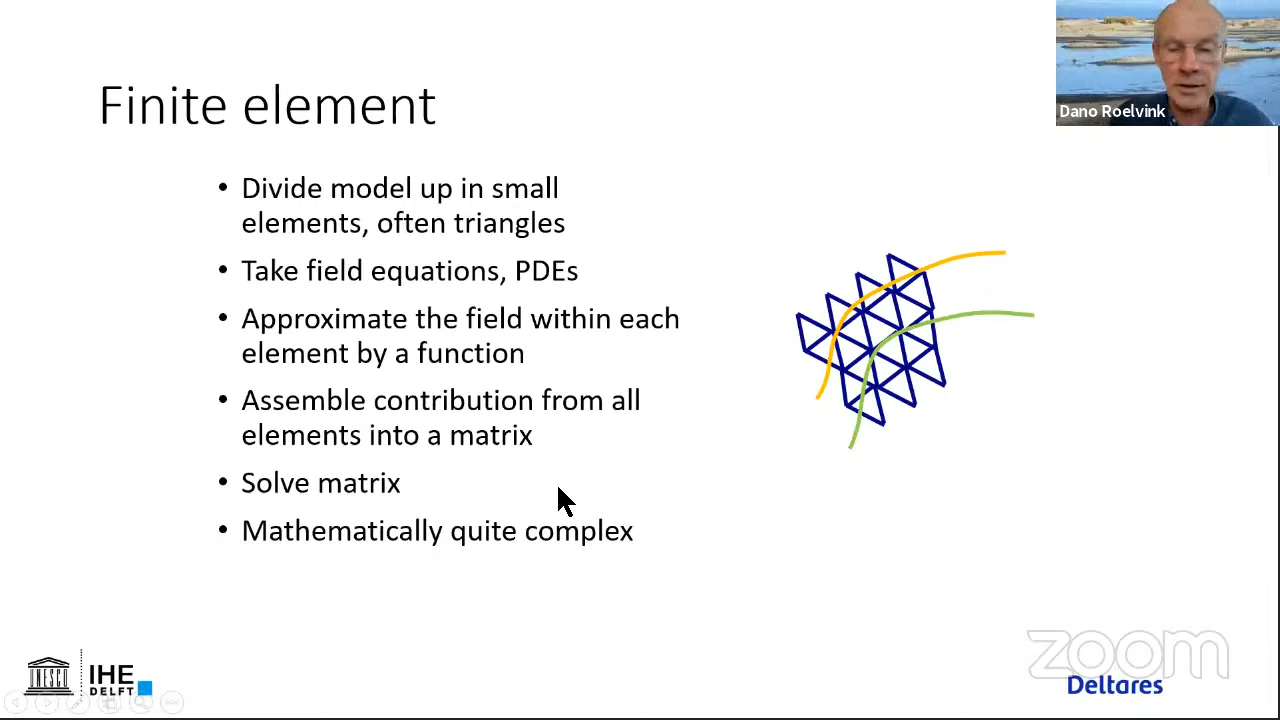 Finite element
Dano Roelvink
• Divide model up in small
elements, often triangles
• Take field equations, PDEs
• Approximate the field within each
element by a function
• Assemble contribution from all
elements into a matrix
• Solve matrix
• Mathematically quite complex
UNESCO
IHE
DELFT
zoom
Deltares